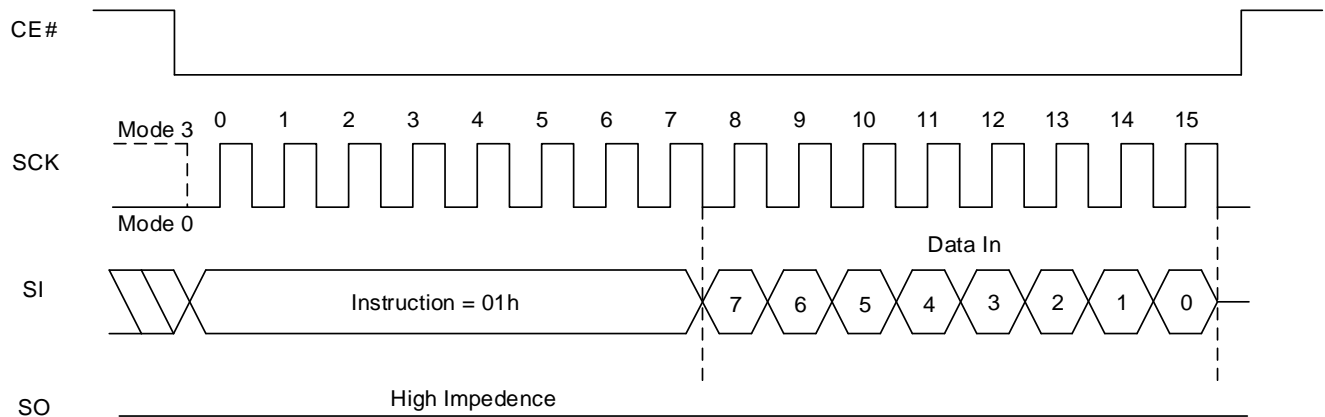 CE#
SCK
Mode 3
0 1 2 3 4 5 6 7 8 9 10 11 12 13 14 15
Mode 0
Data In
SI
Instruction = 01h
7 6 5 4 3 2 1 0
SO
High Impedence